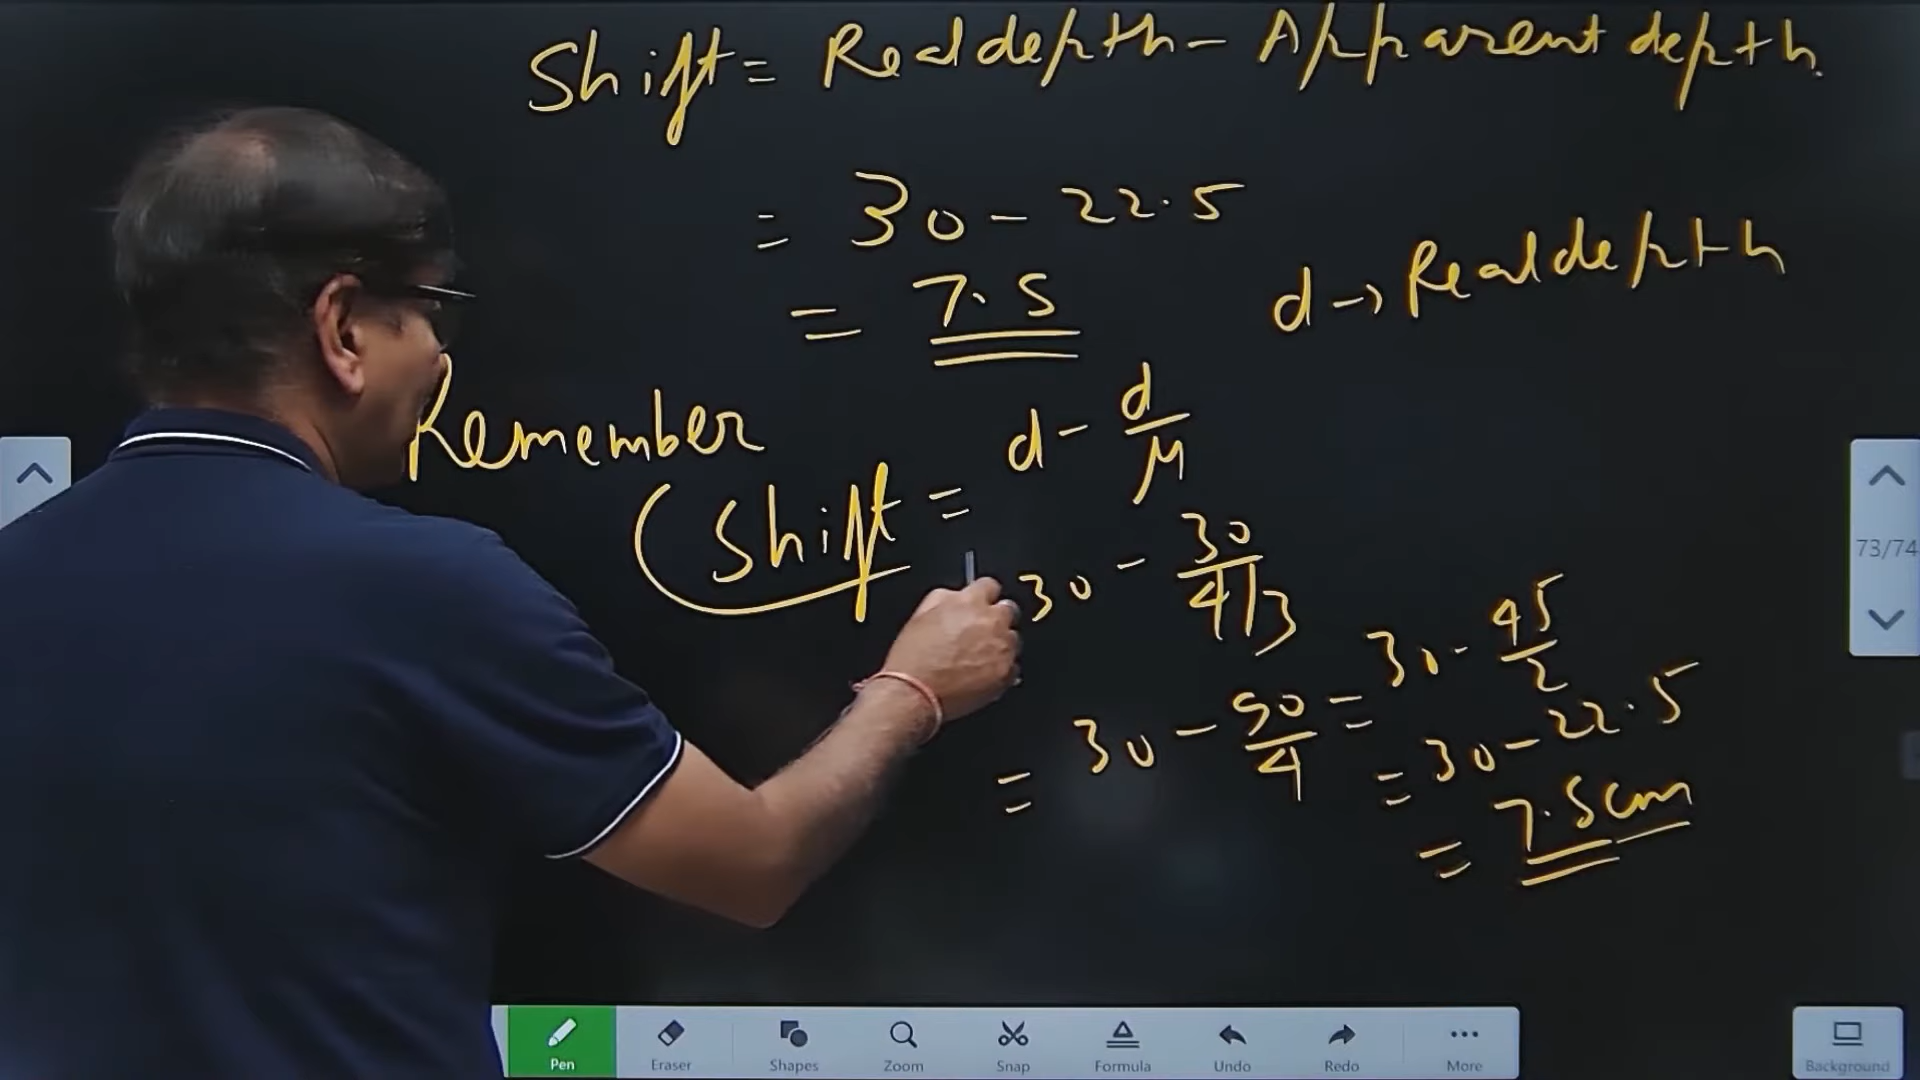 Shift = Real depth - Apparent depth.
= 30 - 22.5
= 7.5
d → Real depth
Remember
Shift = d - d/μ
30 - 30/4/3
= 30 - 90/4 = 30 - 45/2
= 30 - 22.5
= 7.5 cm
73/74
Pen Eraser Shapes Zoom Snap Formula Undo Redo More Background